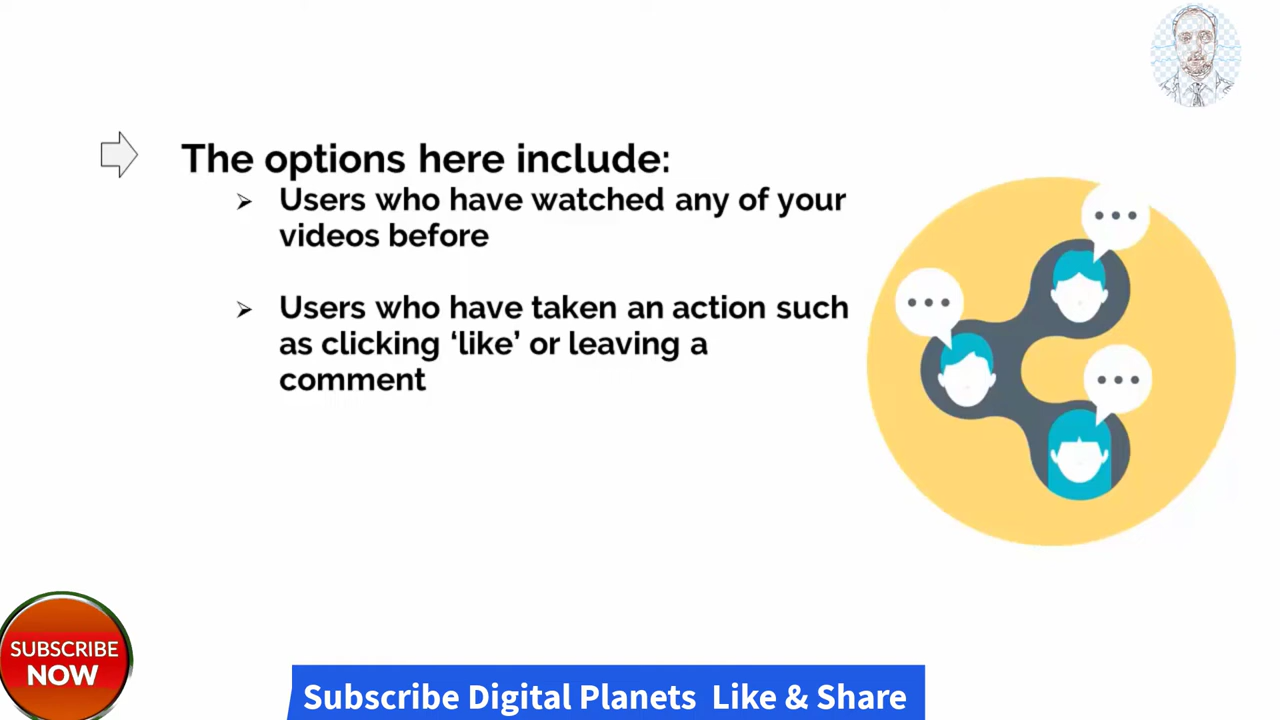 The options here include:
Users who have watched any of your
videos before
Users who have taken an action such
as clicking ‘like’ or leaving a
comment
SUBSCRIBE
NOW
Subscribe Digital Planets Like & Share